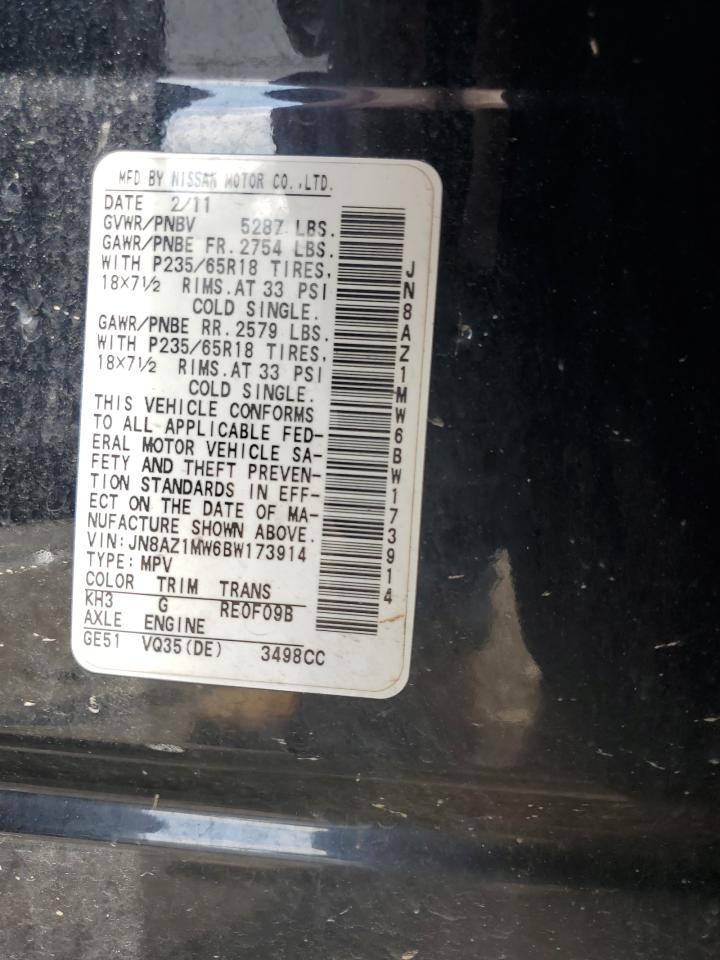 MFD BY NISSAN MOTOR CO.,LTD.
DATE 2/11
GVWR/PNBV 5287 LBS.
GAWR/PNBE FR. 2754 LBS.
WITH P235/65R18 TIRES,
18×7½ RIMS.AT 33 PSI
COLD SINGLE.
GAWR/PNBE RR. 2579 LBS.
WITH P235/65R18 TIRES,
18×7½ RIMS.AT 33 PSI
COLD SINGLE.
THIS VEHICLE CONFORMS
TO ALL APPLICABLE FED-
ERAL MOTOR VEHICLE SA-
FETY AND THEFT PREVEN-
TION STANDARDS IN EFF-
ECT ON THE DATE OF MA-
NUFACTURE SHOWN ABOVE.
VIN:JN8AZ1MW6BW173914
TYPE:MPV
COLOR TRIM TRANS
KH3 G RE0F09B
AXLE ENGINE
GE51 VQ35(DE) 3498CC
JN8AZ1MW6BW173914